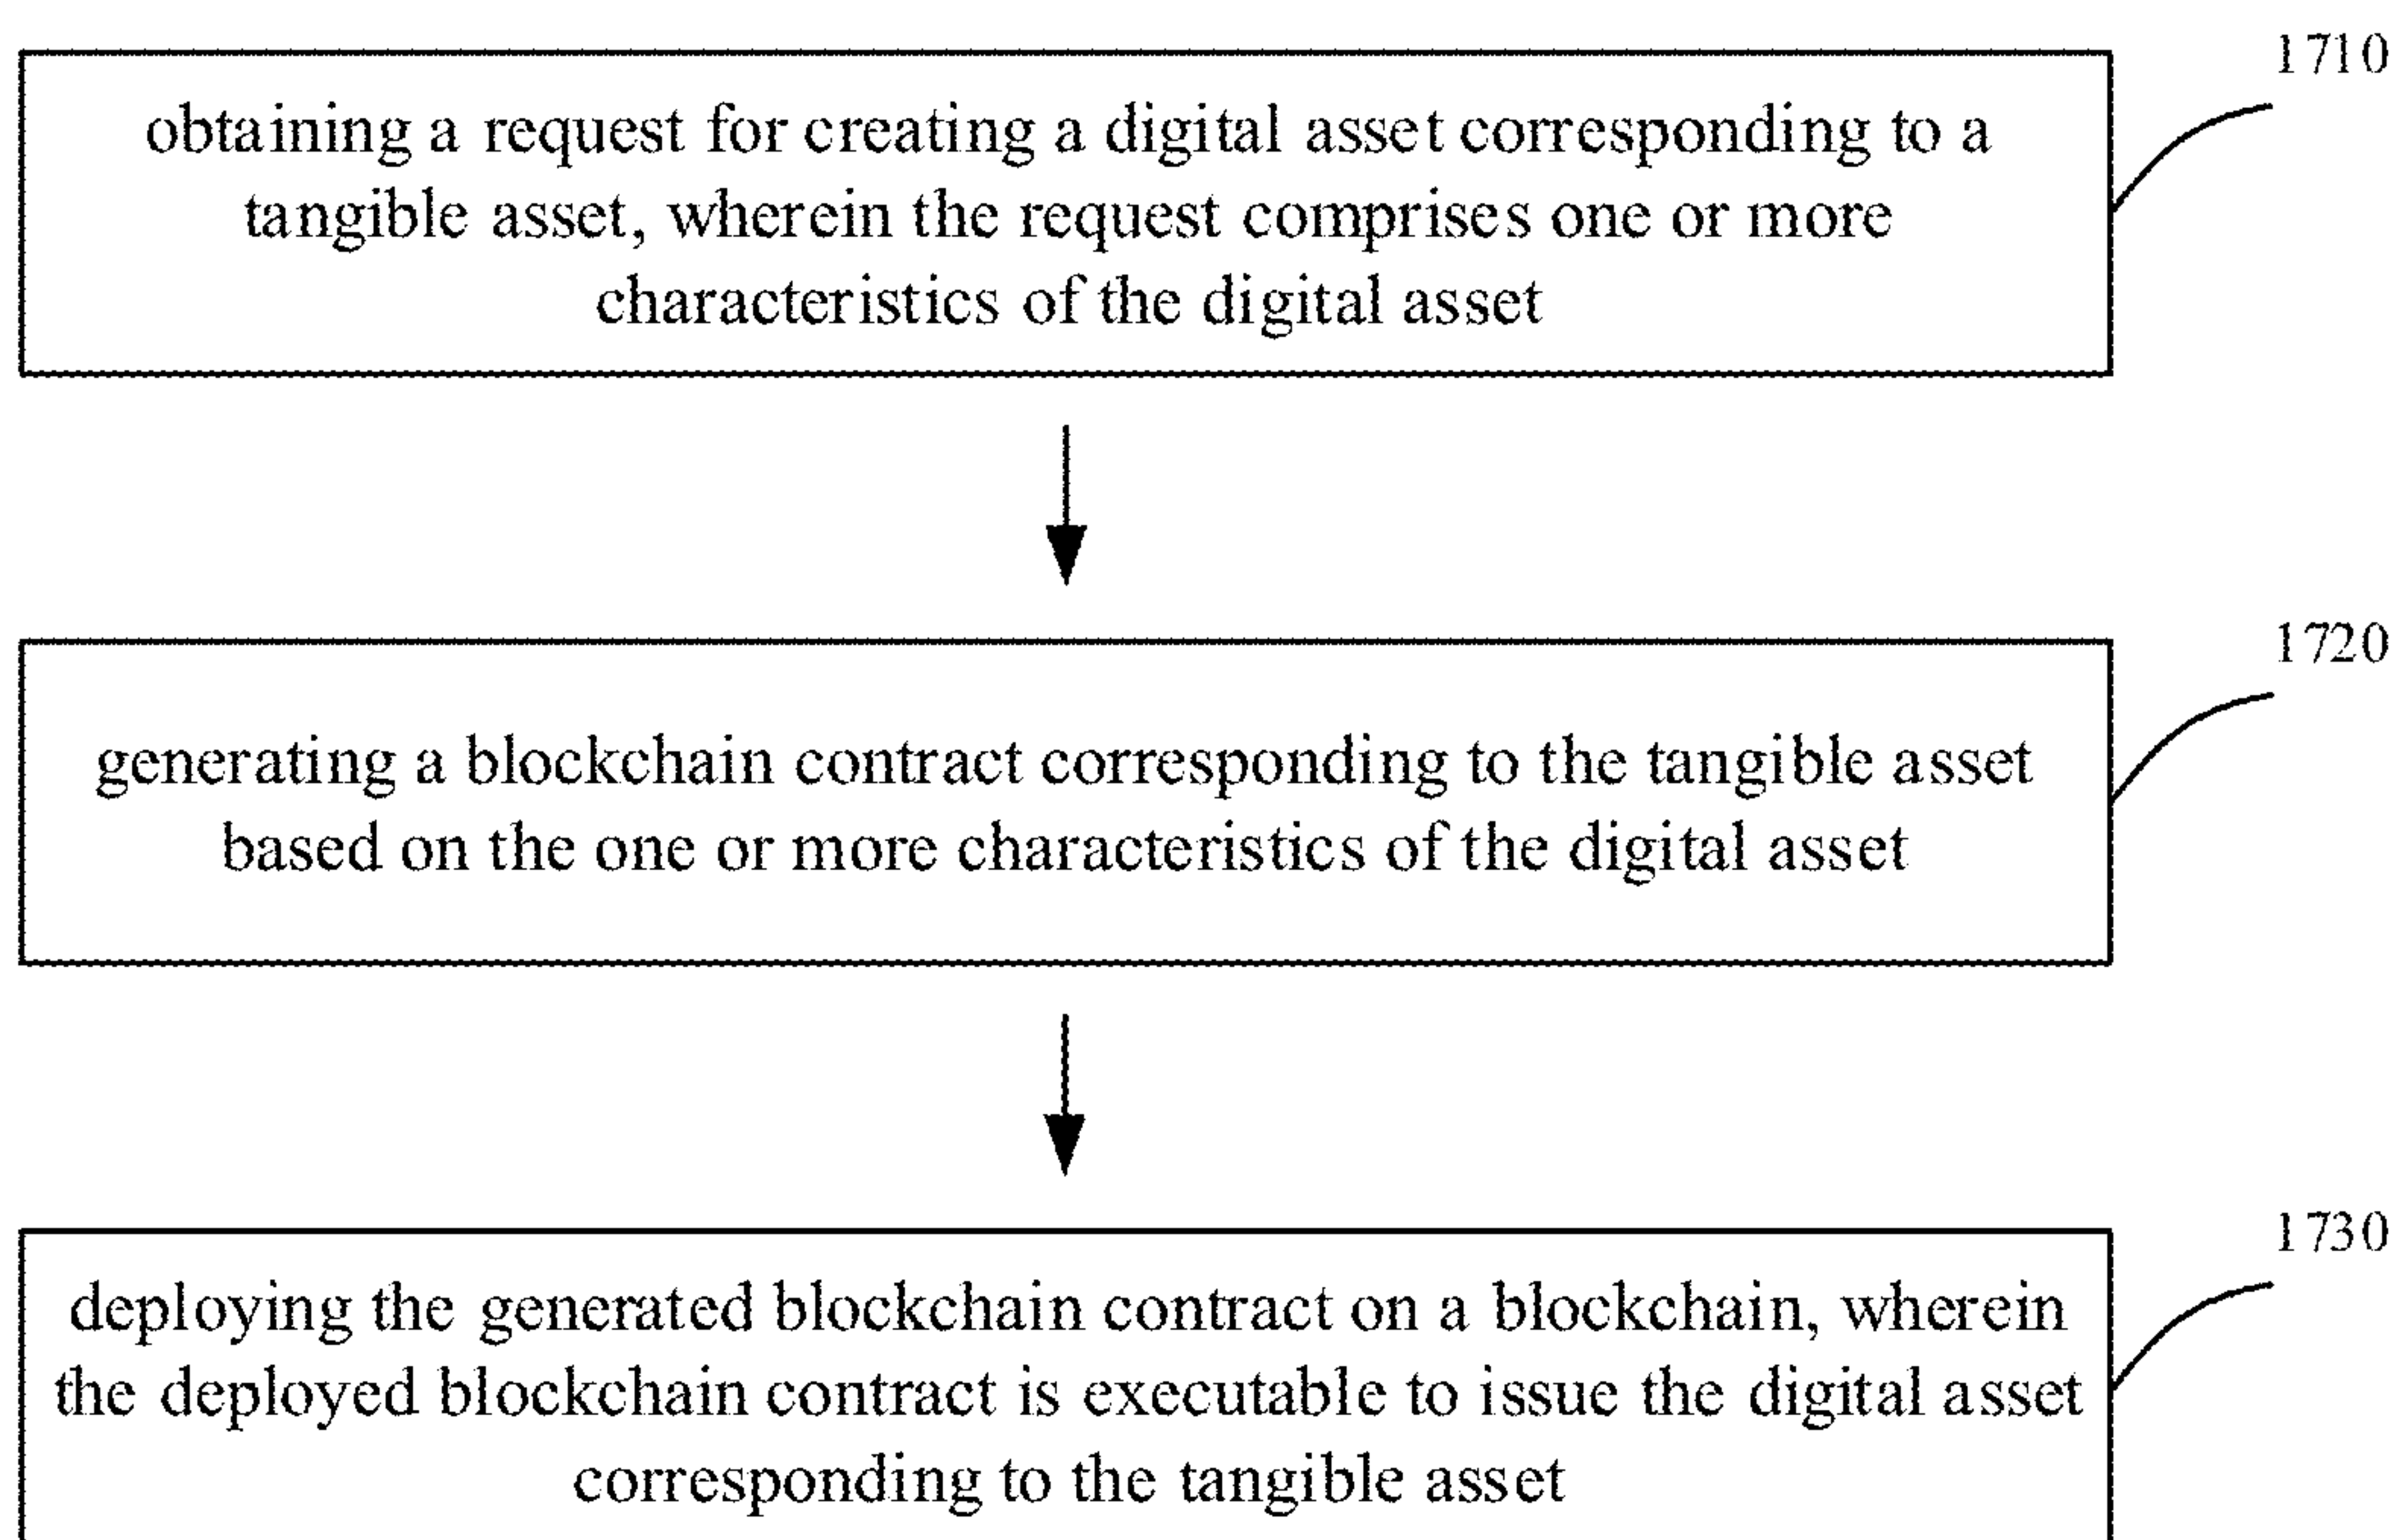 1710
obtaining a request for creating a digital asset corresponding to a
tangible asset, wherein the request comprises one or more
characteristics of the digital asset
1720
generating a blockchain contract corresponding to the tangible asset
based on the one or more characteristics of the digital asset
1730
deploying the generated blockchain contract on a blockchain, wherein
the deployed blockchain contract is executable to issue the digital asset
corresponding to the tangible asset